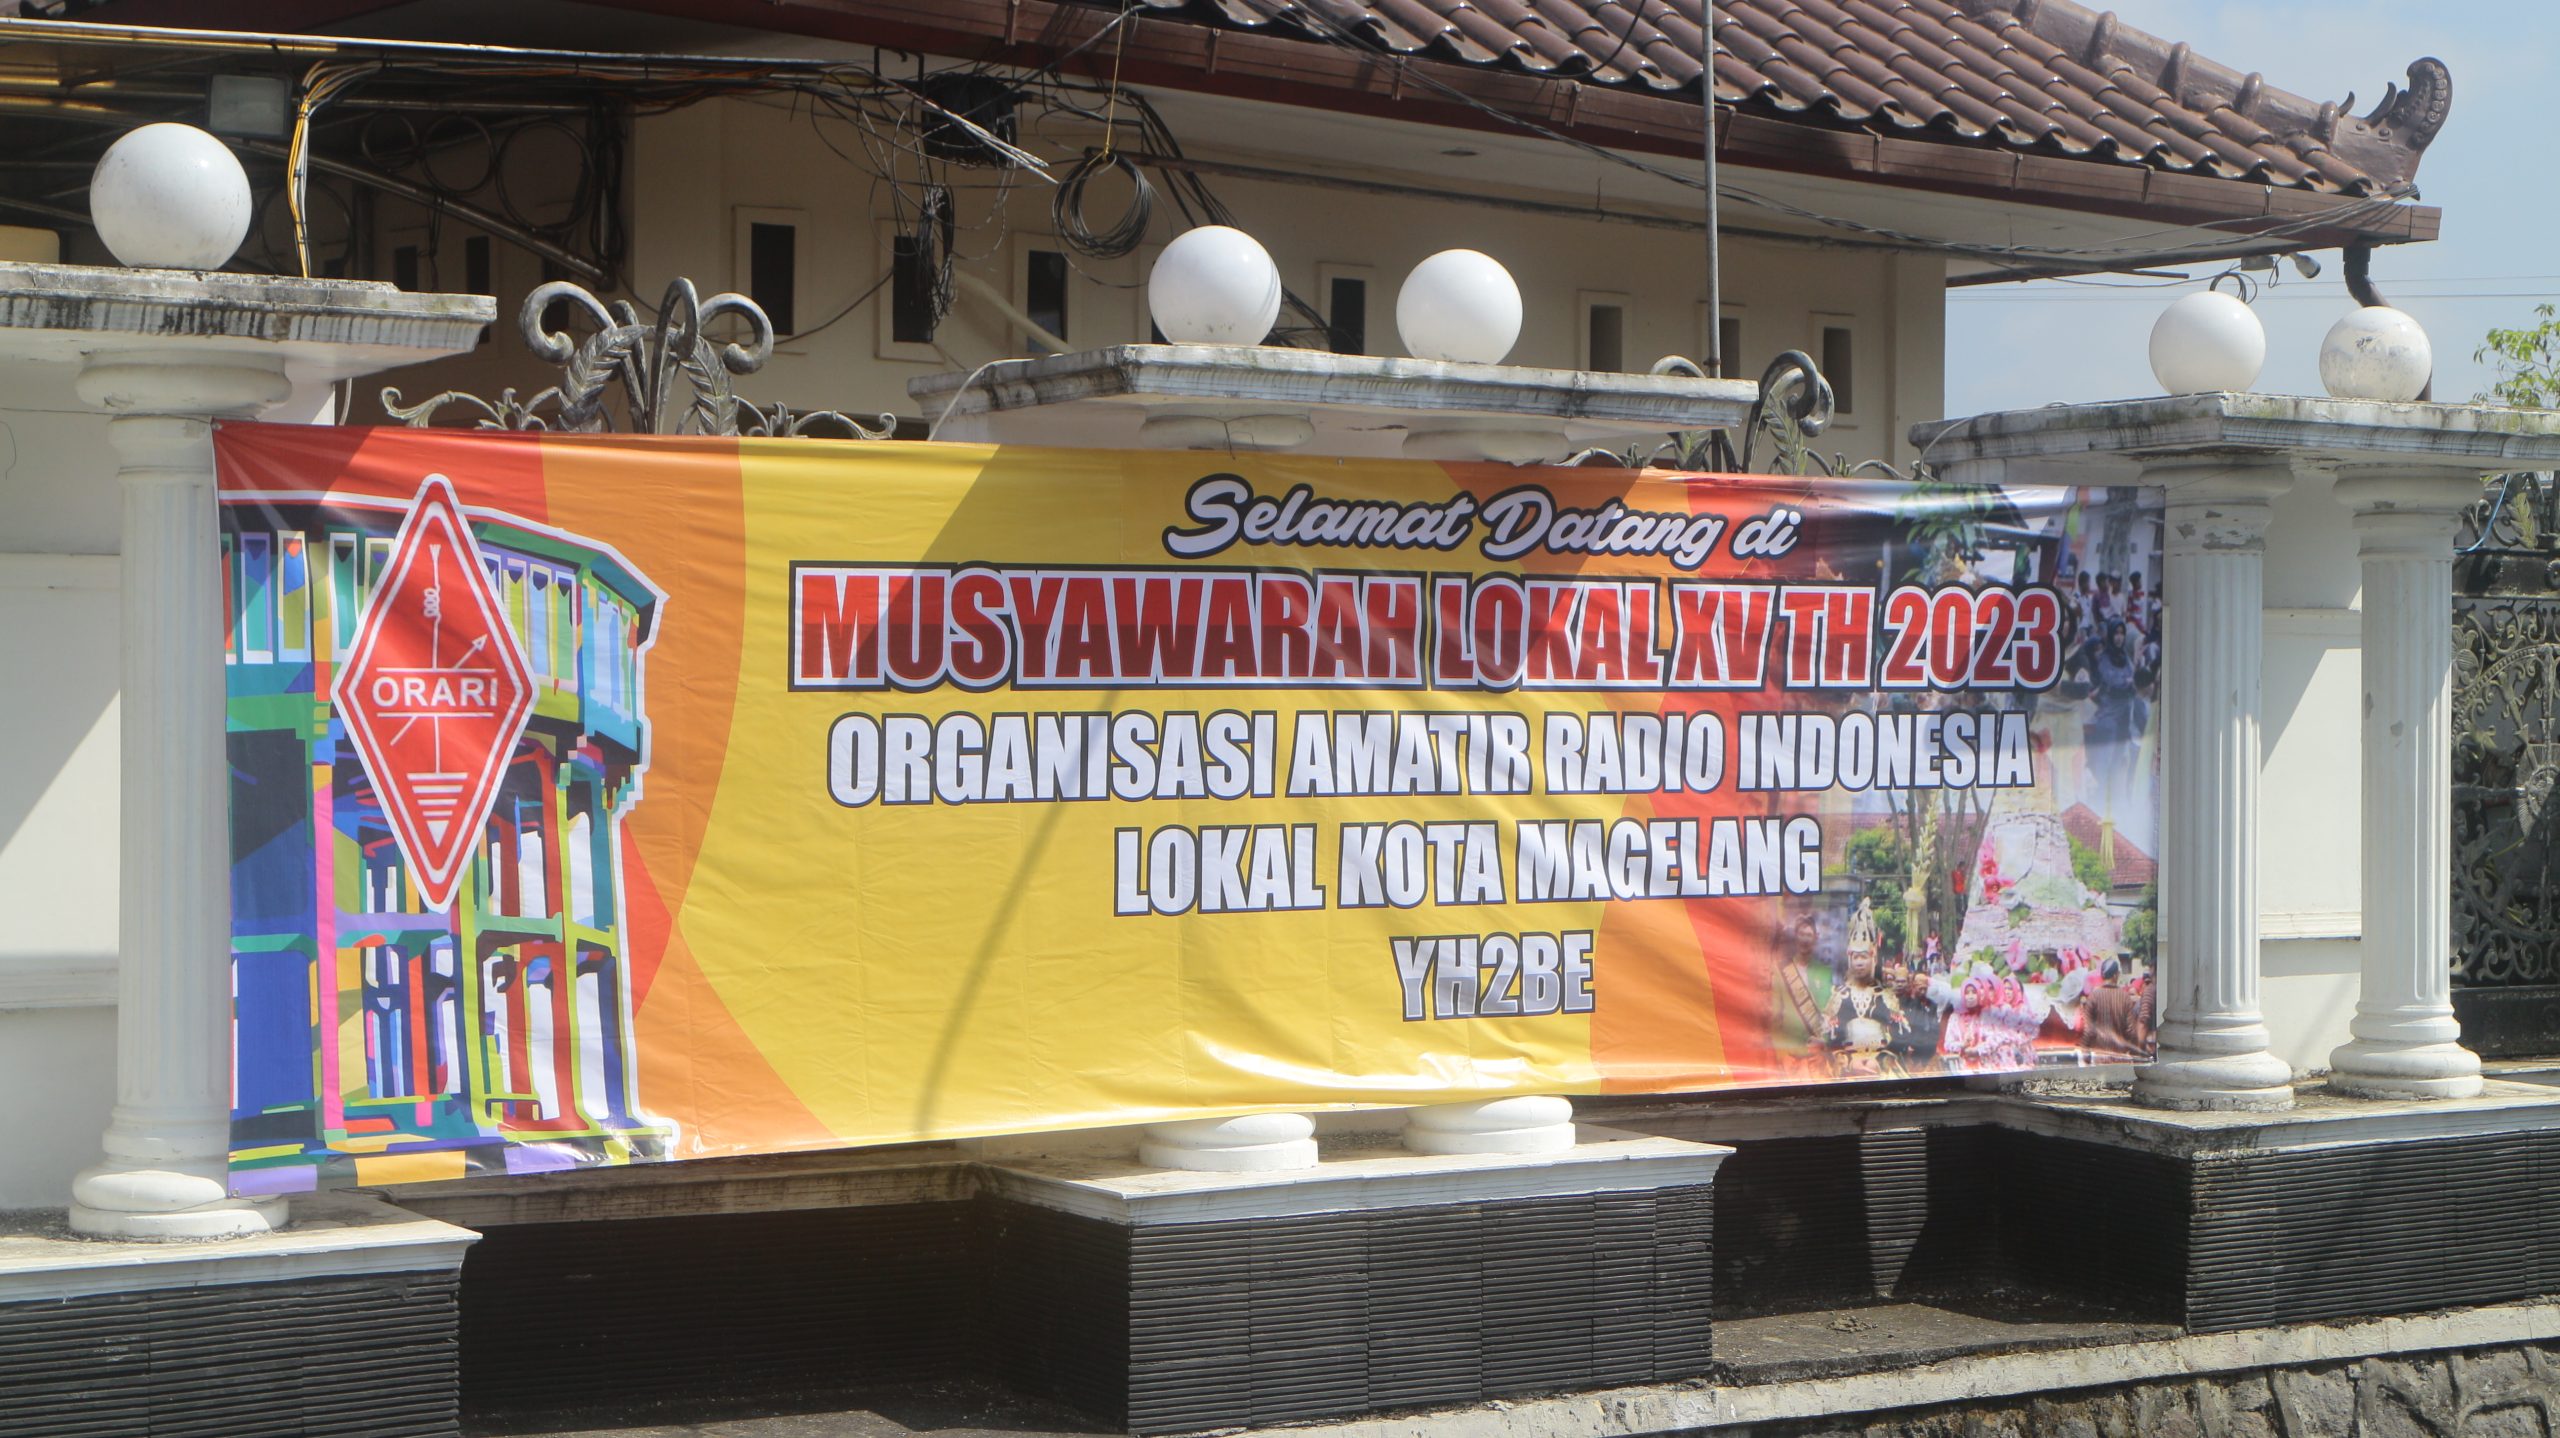 ORARI
Selamat Datang di
MUSYAWARAH LOKAL XV TH 2023
ORGANISASI AMATIR RADIO INDONESIA
LOKAL KOTA MAGELANG
YH2BE